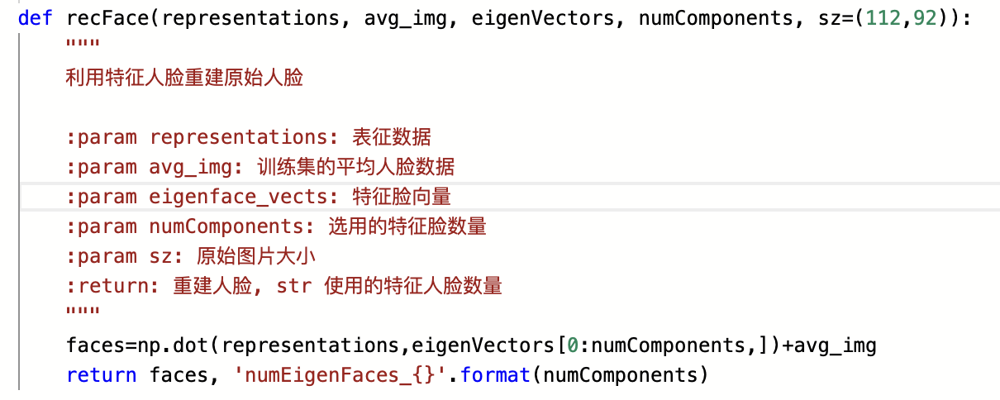 def recFace(representations, avg_img, eigenVectors, numComponents, sz=(112,92)):
"""
利用特征人脸重建原始人脸
:param representations: 表征数据
:param avg_img: 训练集的平均人脸数据
:param eigenface_vects: 特征脸向量
:param numComponents: 选用的特征脸数量
:param sz: 原始图片大小
:return: 重建人脸, str 使用的特征人脸数量
"""
faces=np.dot(representations,eigenVectors[0:numComponents,])+avg_img
return faces, 'numEigenFaces_{}'.format(numComponents)